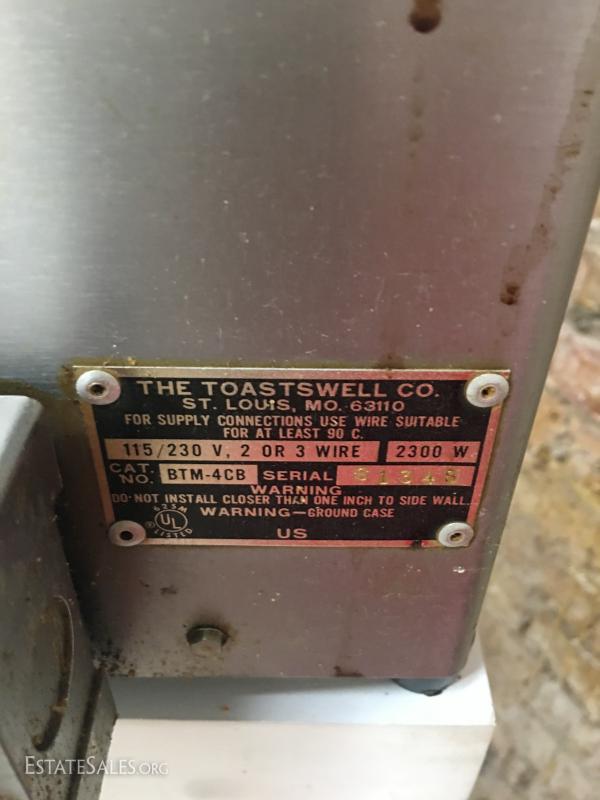 THE TOASTSWELL CO.
ST. LOUIS, MO. 63110
FOR SUPPLY CONNECTIONS USE WIRE SUITABLE
FOR AT LEAST 90 C.
115/230 V, 2 OR 3 WIRE 2300 W
CAT. NO. BTM-4CB SERIAL
WARNING
DO NOT INSTALL CLOSER THAN ONE INCH TO SIDE WALL.
WARNING—GROUND CASE
623M
® UL
LISTED
US
ESTATESALES.ORG